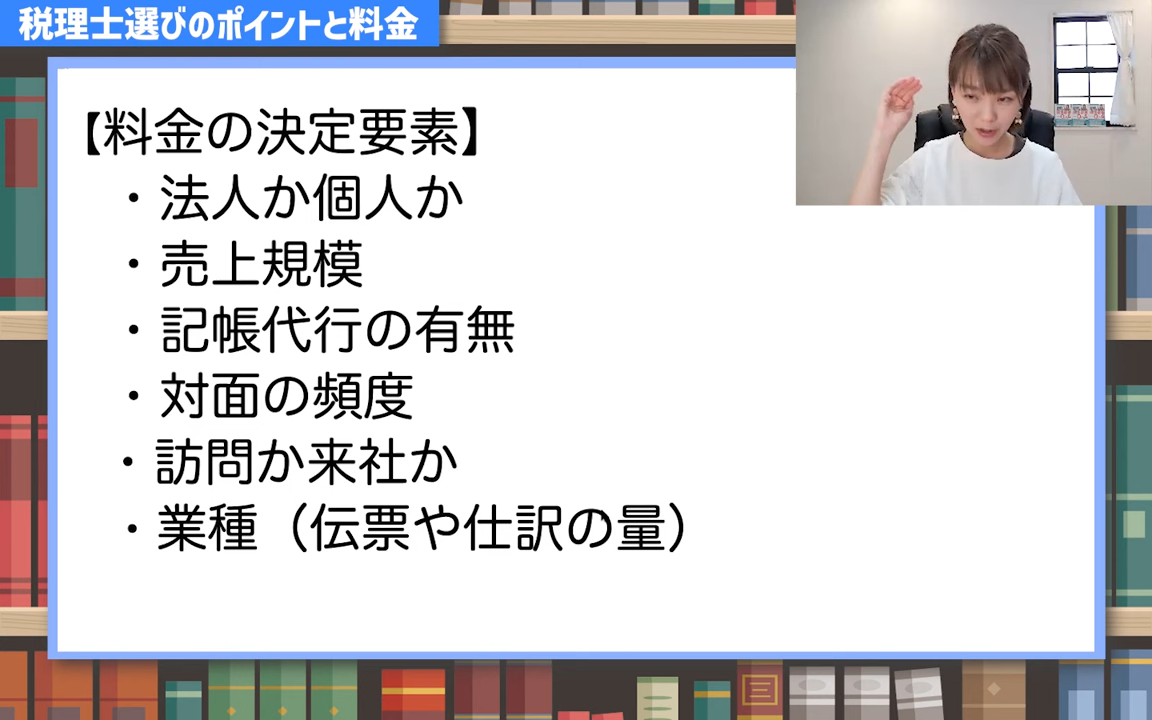 税理士選びのポイントと料金
【料金の決定要素】
・法人か個人か
・売上規模
・記帳代行の有無
・対面の頻度
・訪問か来社か
・業種（伝票や仕訳の量）